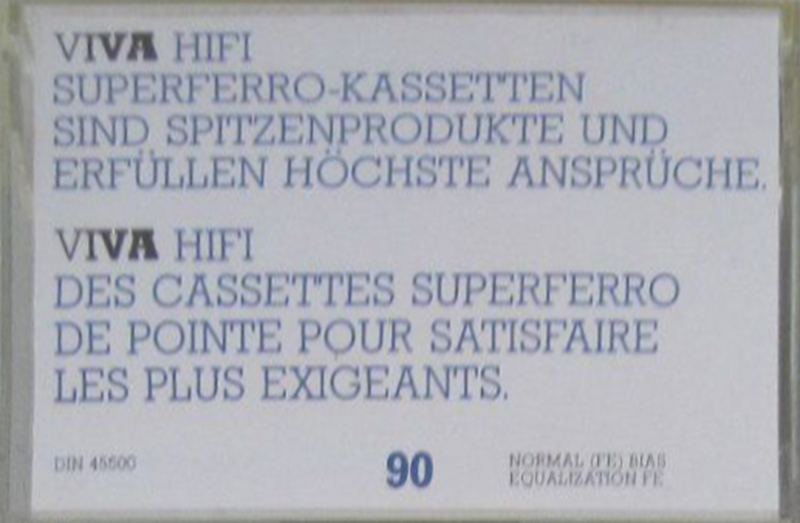 VIVA HIFI
SUPERFERRO-KASSETTEN
SIND SPITZENPRODUKTE UND
ERFÜLLEN HÖCHSTE ANSPRÜCHE.
VIVA HIFI
DES CASSETTES SUPERFERRO
DE POINTE POUR SATISFAIRE
LES PLUS EXIGEANTS.
DIN 45500
90
NORMAL (FE) BIAS
EQUALIZATION FE